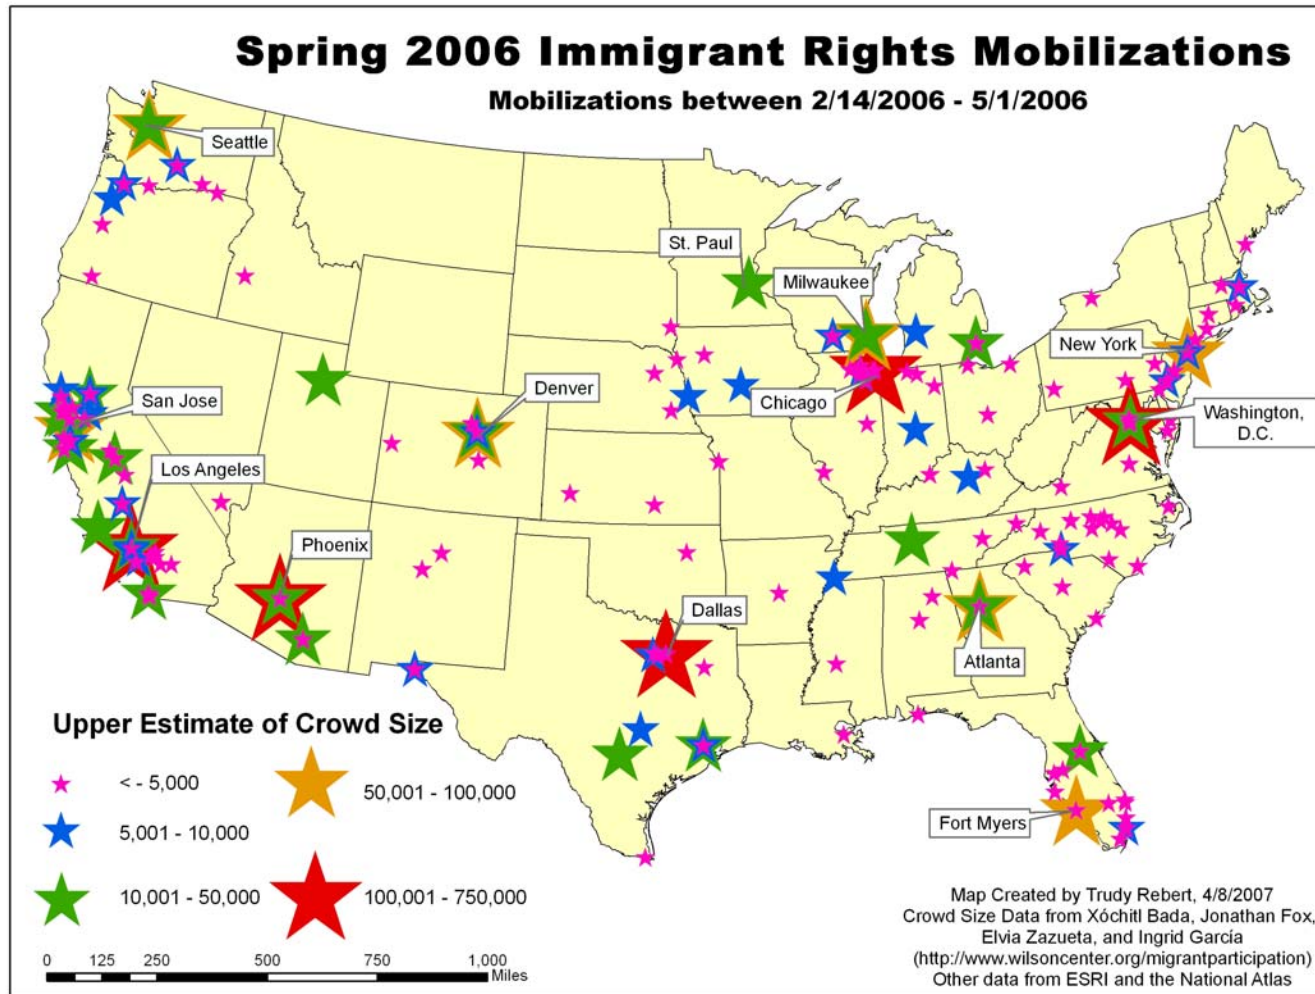 Spring 2006 Immigrant Rights Mobilizations
Mobilizations between 2/14/2006 - 5/1/2006
Seattle
St. Paul
Milwaukee
New York
Denver
San Jose
Chicago
Washington,
D.C.
Los Angeles
Phoenix
Dallas
Atlanta
Fort Myers
Upper Estimate of Crowd Size
< - 5,000
50,001 - 100,000
5,001 - 10,000
10,001 - 50,000
100,001 - 750,000
0 125 250 500 750 1,000
Miles
Map Created by Trudy Rebert, 4/8/2007
Crowd Size Data from Xóchitl Bada, Jonathan Fox,
Elvia Zazueta, and Ingrid García
(http://www.wilsoncenter.org/migrantparticipation)
Other data from ESRI and the National Atlas